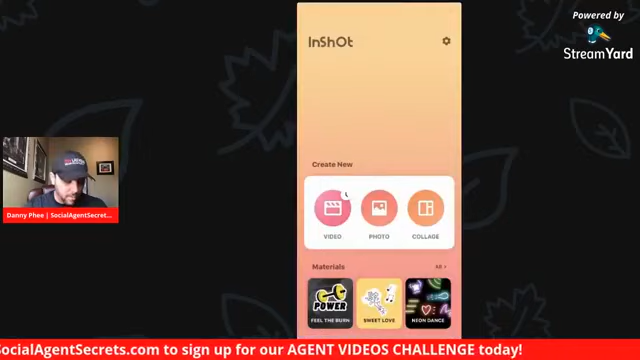 Powered by
StreamYard
InShOt
Create New
VIDEO
PHOTO
COLLAGE
Materials
All >
POWER
FEEL THE BURN
SWEET LOVE
NEON DANCE
Danny Phee | SocialAgentSecret...
SocialAgentSecrets.com to sign up for our AGENT VIDEOS CHALLENGE today!